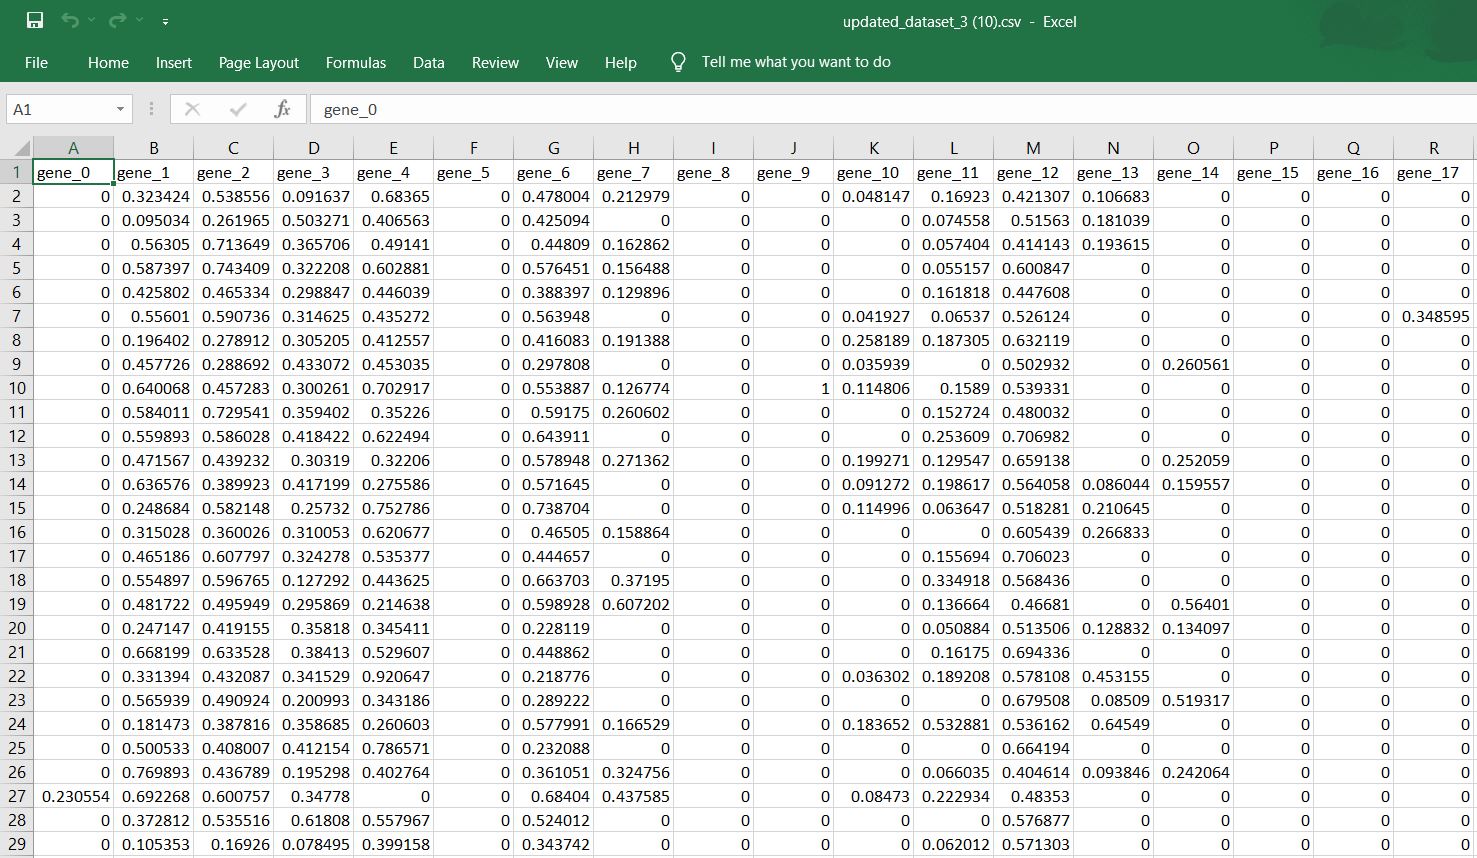 updated_dataset_3 (10).csv - Excel
File Home Insert Page Layout Formulas Data Review View Help Tell me what you want to do
A1 fx gene_0
A B C D E F G H I J K L M N O P Q R
1 gene_0 gene_1 gene_2 gene_3 gene_4 gene_5 gene_6 gene_7 gene_8 gene_9 gene_10 gene_11 gene_12 gene_13 gene_14 gene_15 gene_16 gene_17
2 0 0.323424 0.538556 0.091637 0.68365 0 0.478004 0.212979 0 0 0.048147 0.16923 0.421307 0.106683 0 0 0 0
3 0 0.095034 0.261965 0.503271 0.406563 0 0.425094 0 0 0 0 0.074558 0.51563 0.181039 0 0 0 0
4 0 0.56305 0.713649 0.365706 0.49141 0 0.44809 0.162862 0 0 0 0.057404 0.414143 0.193615 0 0 0 0
5 0 0.587397 0.743409 0.322208 0.602881 0 0.576451 0.156488 0 0 0 0.055157 0.600847 0 0 0 0 0
6 0 0.425802 0.465334 0.298847 0.446039 0 0.388397 0.129896 0 0 0 0.161818 0.447608 0 0 0 0 0
7 0 0.55601 0.590736 0.314625 0.435272 0 0.563948 0 0 0 0.041927 0.06537 0.526124 0 0 0 0 0.348595
8 0 0.196402 0.278912 0.305205 0.412557 0 0.416083 0.191388 0 0 0.258189 0.187305 0.632119 0 0 0 0 0
9 0 0.457726 0.288692 0.433072 0.453035 0 0.297808 0 0 0 0.035939 0 0.502932 0 0.260561 0 0 0
10 0 0.640068 0.457283 0.300261 0.702917 0 0.553887 0.126774 0 1 0.114806 0.1589 0.539331 0 0 0 0 0
11 0 0.584011 0.729541 0.359402 0.35226 0 0.59175 0.260602 0 0 0 0.152724 0.480032 0 0 0 0 0
12 0 0.559893 0.586028 0.418422 0.622494 0 0.643911 0 0 0 0 0.253609 0.706982 0 0 0 0 0
13 0 0.471567 0.439232 0.30319 0.32206 0 0.578948 0.271362 0 0 0.199271 0.129547 0.659138 0 0.252059 0 0 0
14 0 0.636576 0.389923 0.417199 0.275586 0 0.571645 0 0 0 0.091272 0.198617 0.564058 0.086044 0.159557 0 0 0
15 0 0.248684 0.582148 0.25732 0.752786 0 0.738704 0 0 0 0.114996 0.063647 0.518281 0.210645 0 0 0 0
16 0 0.315028 0.360026 0.310053 0.620677 0 0.46505 0.158864 0 0 0 0 0.605439 0.266833 0 0 0 0
17 0 0.465186 0.607797 0.324278 0.535377 0 0.444657 0 0 0 0 0.155694 0.706023 0 0 0 0 0
18 0 0.554897 0.596765 0.127292 0.443625 0 0.663703 0.37195 0 0 0 0.334918 0.568436 0 0 0 0 0
19 0 0.481722 0.495949 0.295869 0.214638 0 0.598928 0.607202 0 0 0 0.136664 0.46681 0 0.56401 0 0 0
20 0 0.247147 0.419155 0.35818 0.345411 0 0.228119 0 0 0 0 0.050884 0.513506 0.128832 0.134097 0 0 0
21 0 0.668199 0.633528 0.38413 0.529607 0 0.448862 0 0 0 0 0.16175 0.694336 0 0 0 0 0
22 0 0.331394 0.432087 0.341529 0.920647 0 0.218776 0 0 0 0.036302 0.189208 0.578108 0.453155 0 0 0 0
23 0 0.565939 0.490924 0.200993 0.343186 0 0.289222 0 0 0 0 0 0.679508 0.08509 0.519317 0 0 0
24 0 0.181473 0.387816 0.358685 0.260603 0 0.577991 0.166529 0 0 0.183652 0.532881 0.536162 0.64549 0 0 0 0
25 0 0.500533 0.408007 0.412154 0.786571 0 0.232088 0 0 0 0 0 0.664194 0 0 0 0 0
26 0 0.769893 0.436789 0.195298 0.402764 0 0.361051 0.324756 0 0 0 0.066035 0.404614 0.093846 0.242064 0 0 0
27 0.230554 0.692268 0.600757 0.34778 0 0 0.68404 0.437585 0 0 0.08473 0.222934 0.48353 0 0 0 0 0
28 0 0.372812 0.535516 0.61808 0.557967 0 0.524012 0 0 0 0 0 0.576877 0 0 0 0 0
29 0 0.105353 0.16926 0.078495 0.399158 0 0.343742 0 0 0 0 0.062012 0.571303 0 0 0 0 0